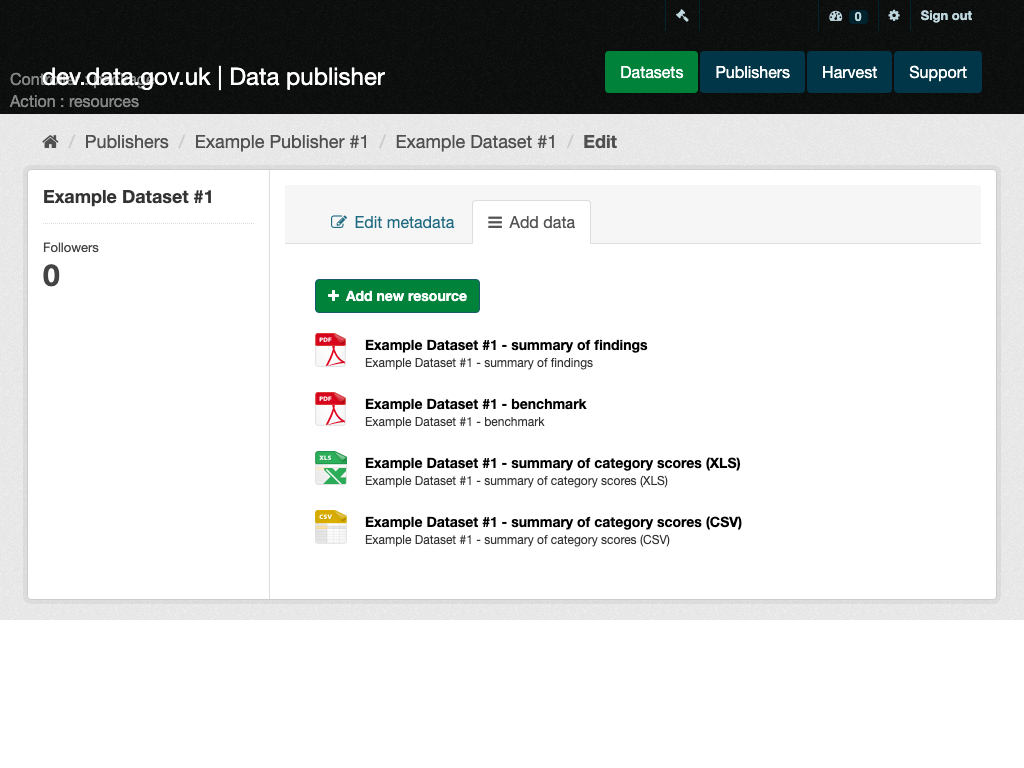 0
Sign out
dev.data.gov.uk | Data publisher
Datasets Publishers Harvest Support
Action : resources
/ Publishers / Example Publisher #1 / Example Dataset #1 / Edit
Example Dataset #1
Followers
0
Edit metadata
Add data
Add new resource
PDF
Example Dataset #1 - summary of findings
Example Dataset #1 - summary of findings
PDF
Example Dataset #1 - benchmark
Example Dataset #1 - benchmark
XLS
Example Dataset #1 - summary of category scores (XLS)
Example Dataset #1 - summary of category scores (XLS)
CSV
Example Dataset #1 - summary of category scores (CSV)
Example Dataset #1 - summary of category scores (CSV)